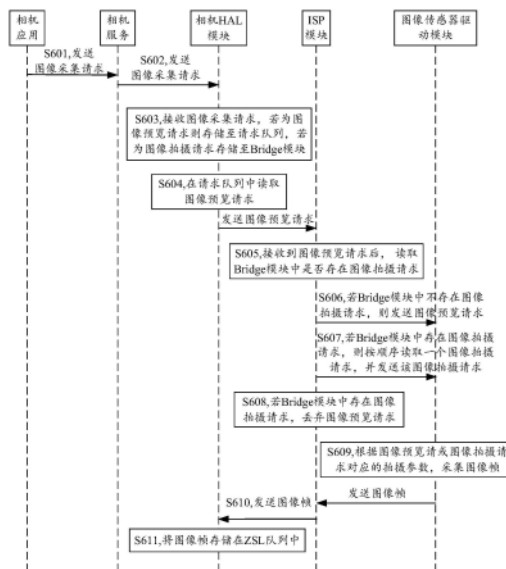 相机
应用
相机
服务
相机HAL
模块
ISP
模块
图像传感器驱
动模块
S601,发送
图像采集请求
S602,发送
图像采集请求
S603,接收图像采集请求，若为图
像预览请求则存储至请求队列，若
为图像拍摄请求存储至Bridge模块
S604,在请求队列中读取
图像预览请求
发送图像预览请求
S605,接收到图像预览请求后，读取
Bridge模块中是否存在图像拍摄请求
S606,若Bridge模块中不存在图像
拍摄请求，则发送图像预览请求
S607,若Bridge模块中存在图像拍摄
请求，则按顺序读取一个图像拍摄
请求，并发送该图像拍摄请求
S608,若Bridge模块中存在图像
拍摄请求，丢弃图像预览请求
S609,根据图像预览请或图像拍摄请
求对应的拍摄参数，采集图像帧
发送图像帧
S610,发送图像帧
S611,将图像帧存储在ZSL队列中